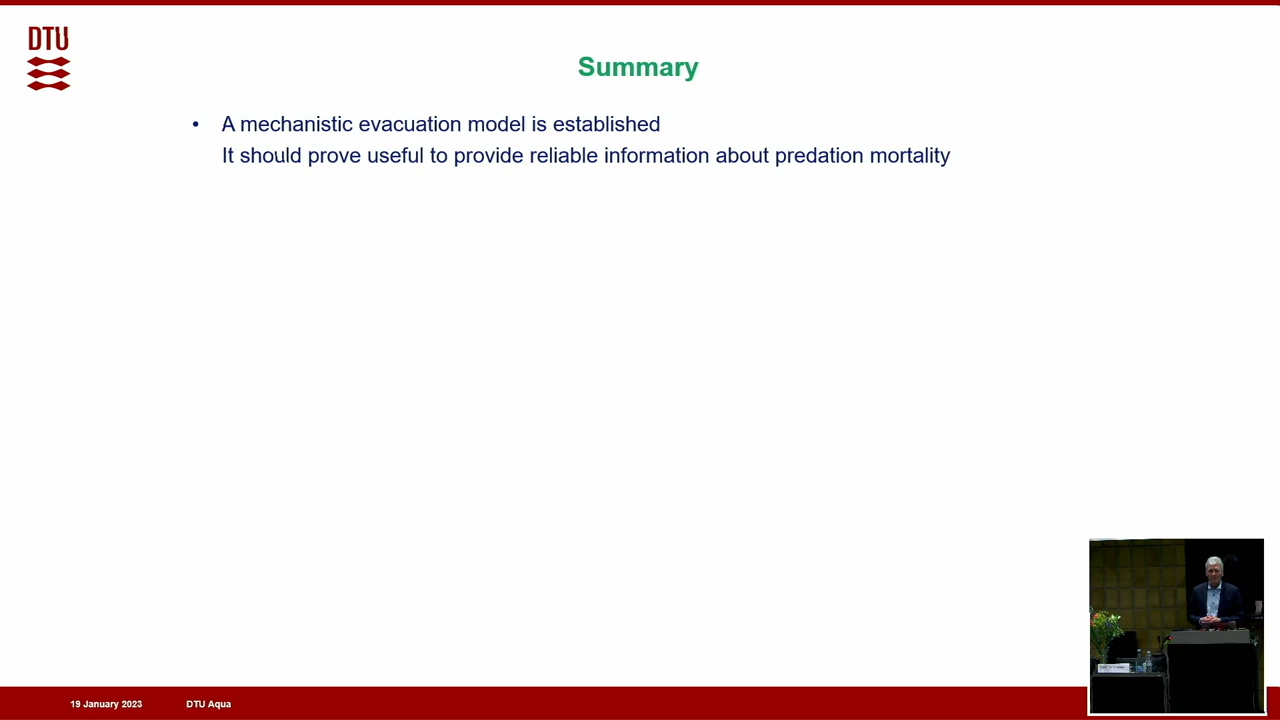 DTU
Summary
• A mechanistic evacuation model is established
It should prove useful to provide reliable information about predation mortality
19 January 2023 DTU Aqua